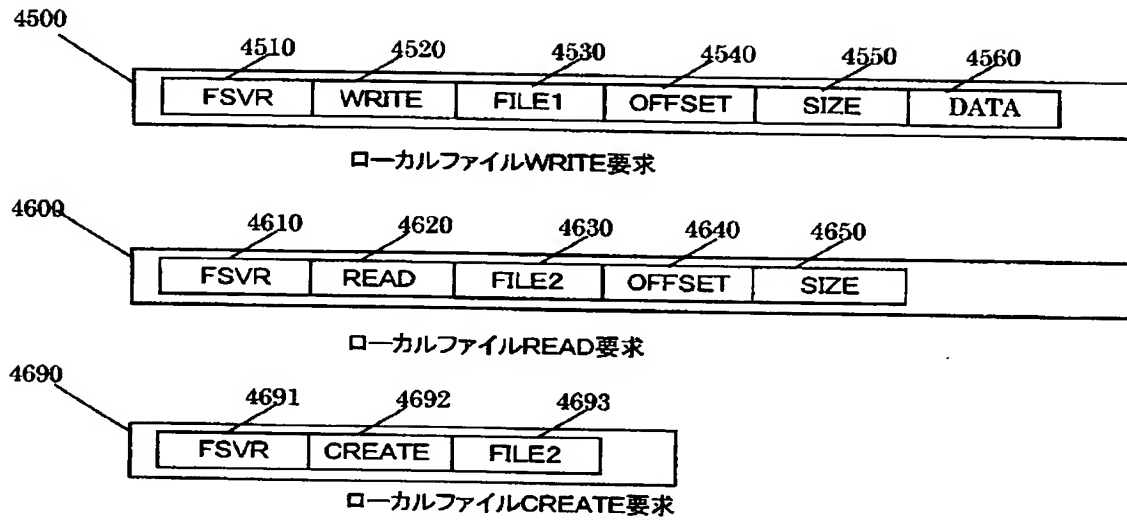 4500
4510 4520 4530 4540 4550 4560
FSVR WRITE FILE1 OFFSET SIZE DATA
ローカルファイルWRITE要求
4600
4610 4620 4630 4640 4650
FSVR READ FILE2 OFFSET SIZE
ローカルファイルREAD要求
4690
4691 4692 4693
FSVR CREATE FILE2
ローカルファイルCREATE要求